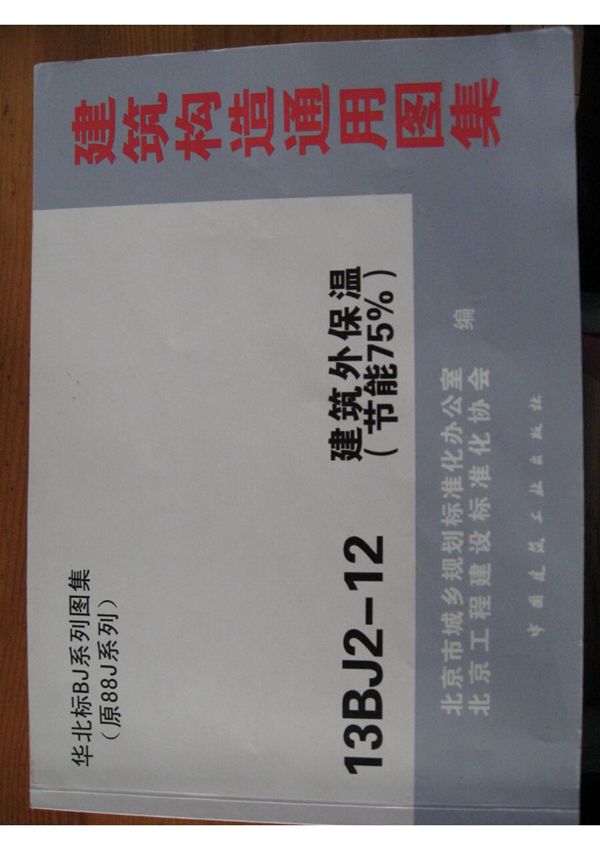 建筑构造通用图集
华北标BJ系列图集
（原88J系列）
13BJ2-12
建筑外保温
（节能75%）
北京市城乡规划标准化办公室
北京工程建设标准化协会
编
中国建筑工业出版社